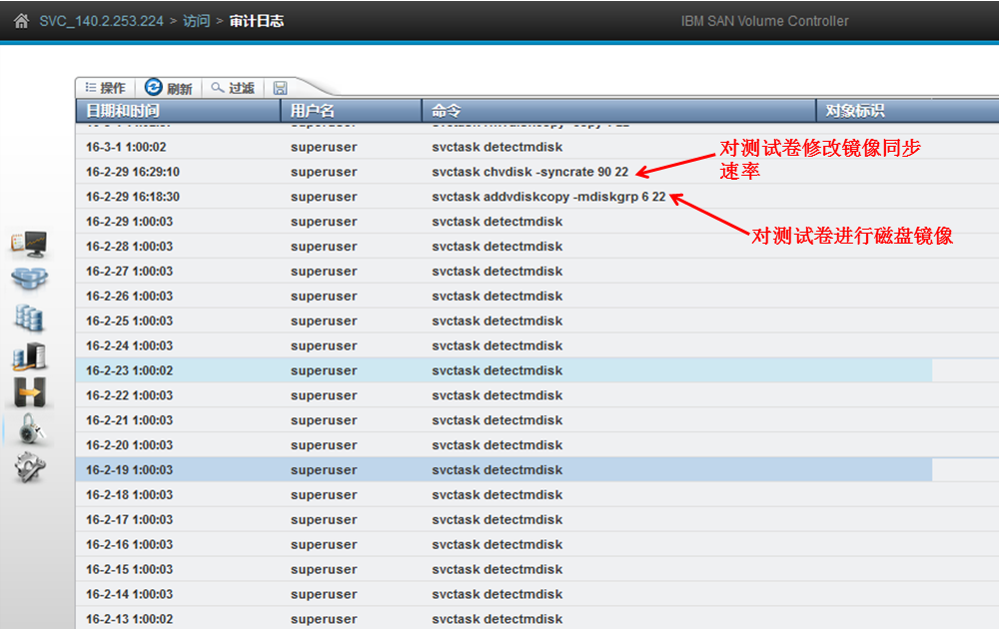 SVC_140.2.253.224 > 访问 > 审计日志 IBM SAN Volume Controller
操作 刷新 过滤
日期和时间 用户名 命令 对象标识
16-3-1 1:00:02 superuser svctask detectmdisk
16-2-29 16:29:10 superuser svctask chvdisk -syncrate 90 22
对测试卷修改镜像同步
速率
16-2-29 16:18:30 superuser svctask addvdiskcopy -mdiskgrp 6 22
16-2-29 1:00:03 superuser svctask detectmdisk
对测试卷进行磁盘镜像
16-2-28 1:00:03 superuser svctask detectmdisk
16-2-27 1:00:03 superuser svctask detectmdisk
16-2-26 1:00:03 superuser svctask detectmdisk
16-2-25 1:00:03 superuser svctask detectmdisk
16-2-24 1:00:03 superuser svctask detectmdisk
16-2-23 1:00:02 superuser svctask detectmdisk
16-2-22 1:00:03 superuser svctask detectmdisk
16-2-21 1:00:03 superuser svctask detectmdisk
16-2-20 1:00:03 superuser svctask detectmdisk
16-2-19 1:00:03 superuser svctask detectmdisk
16-2-18 1:00:03 superuser svctask detectmdisk
16-2-17 1:00:03 superuser svctask detectmdisk
16-2-16 1:00:03 superuser svctask detectmdisk
16-2-15 1:00:03 superuser svctask detectmdisk
16-2-14 1:00:03 superuser svctask detectmdisk
16-2-13 1:00:02 superuser svctask detectmdisk